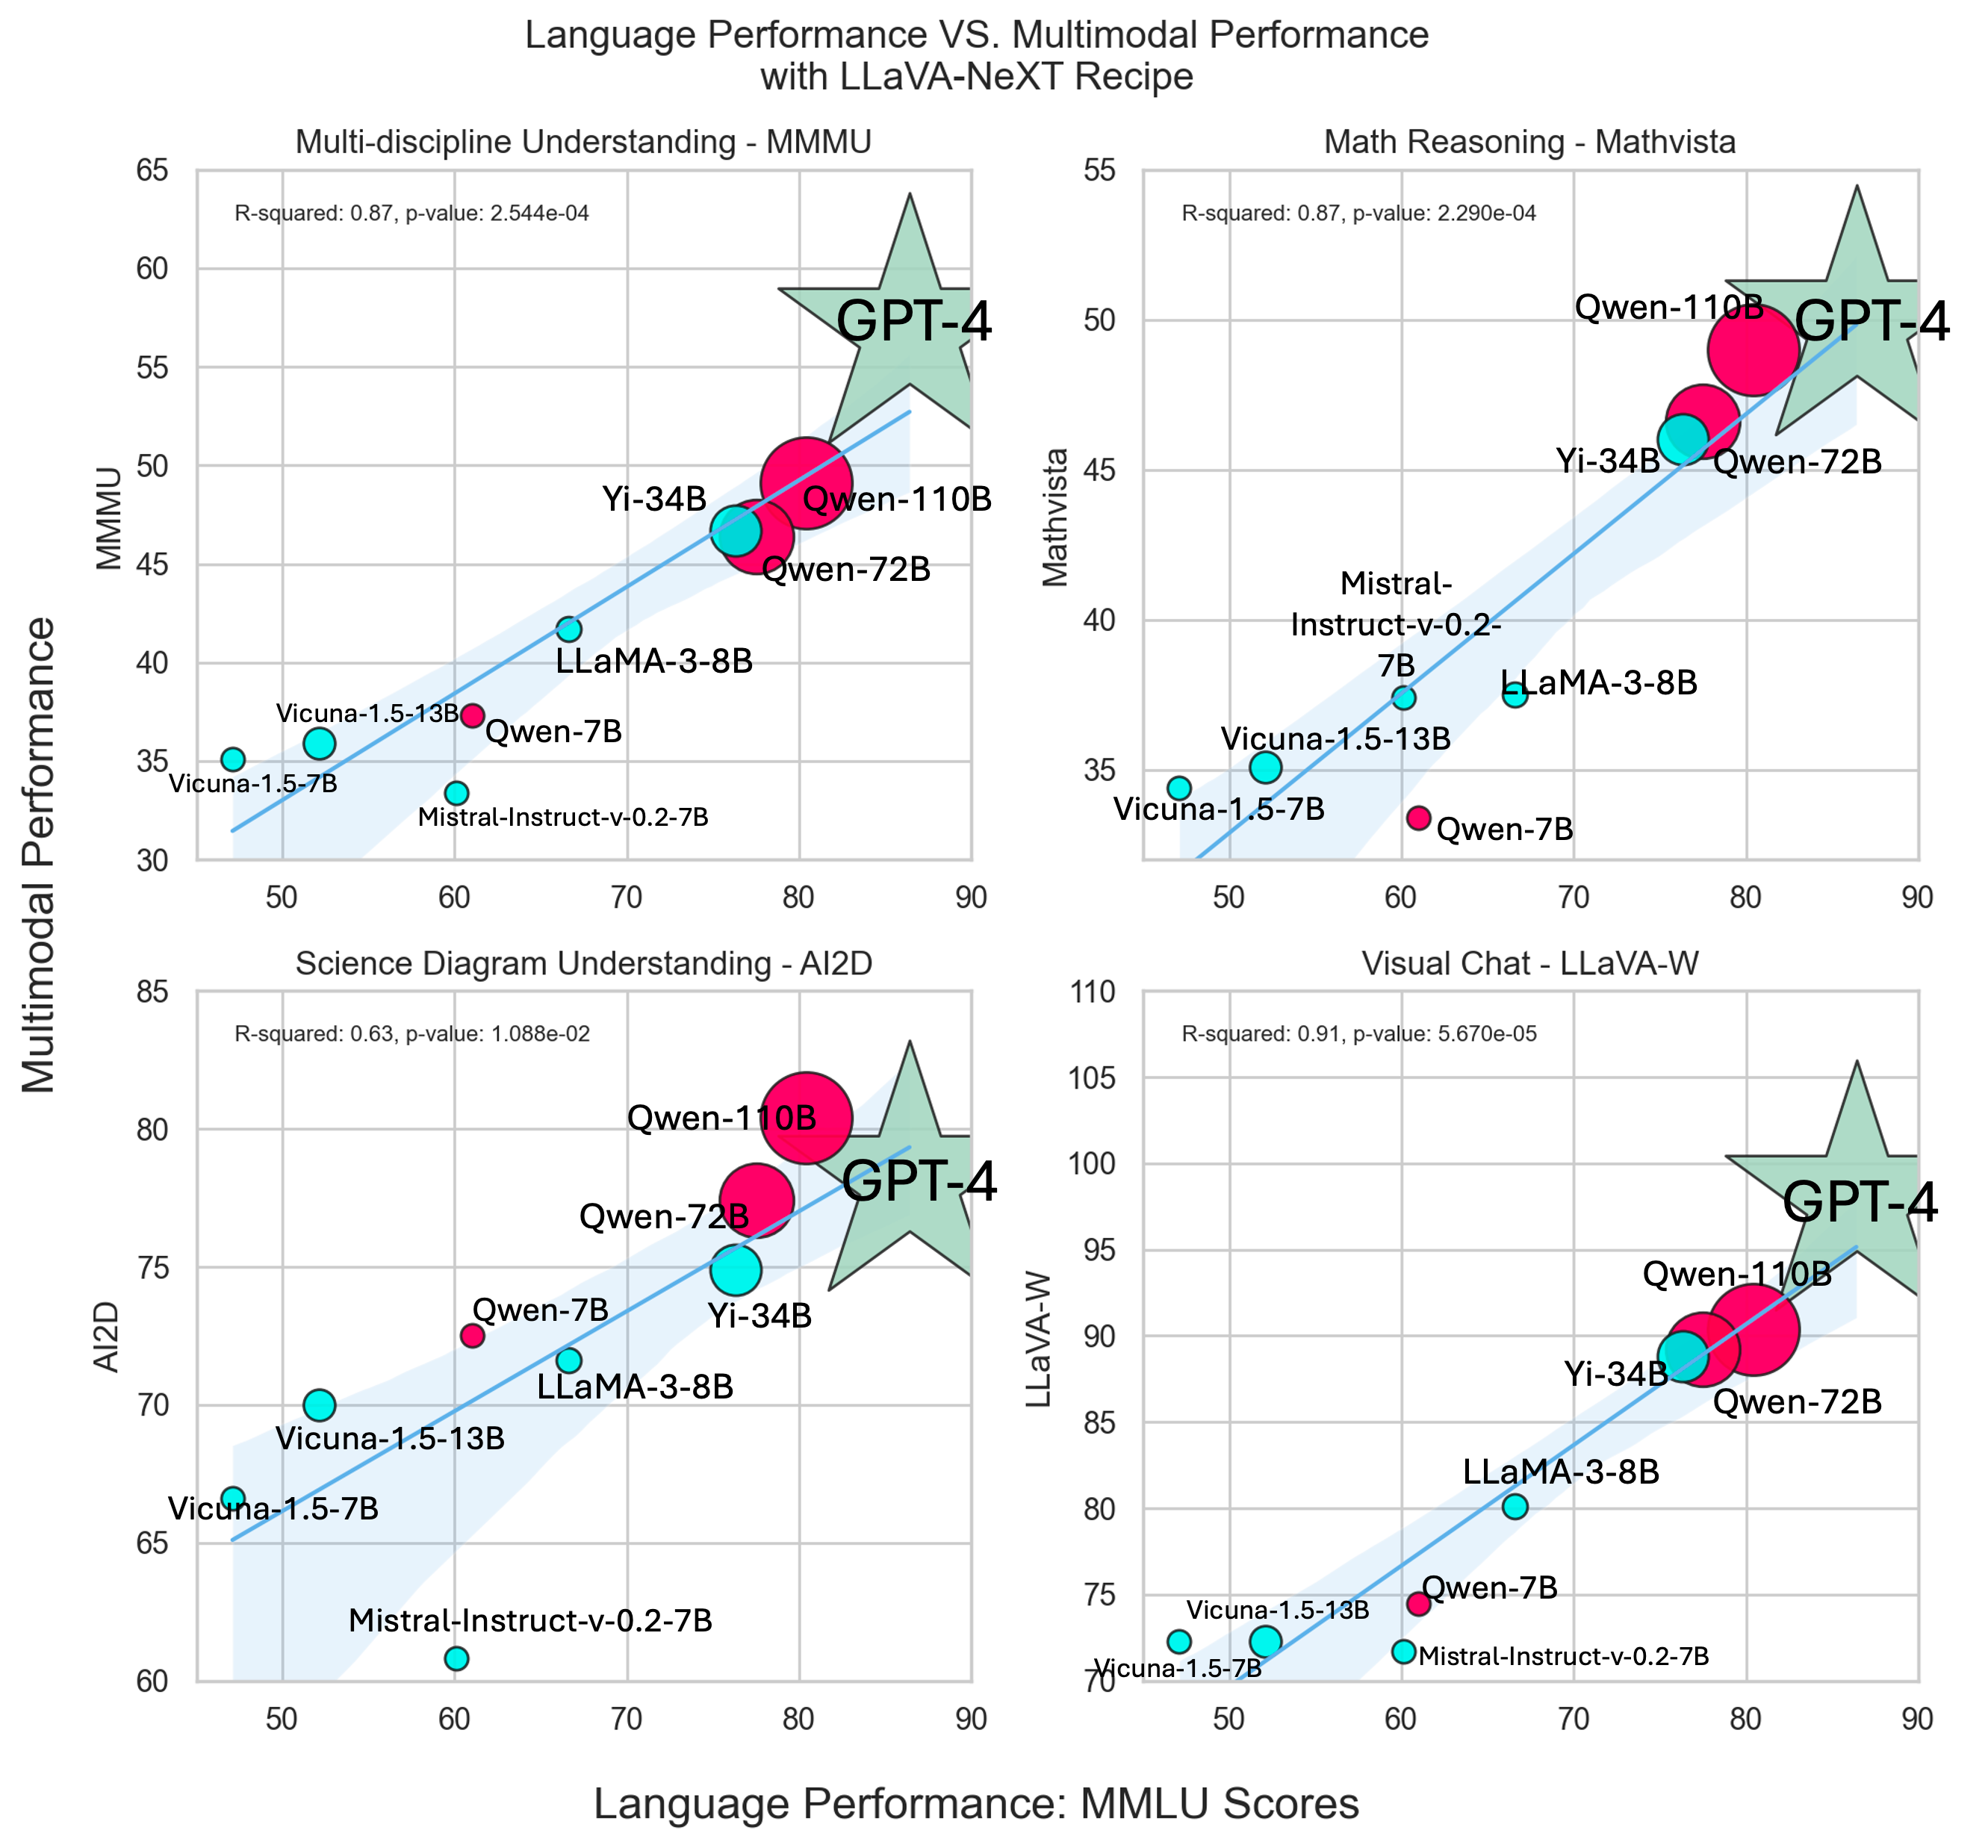 Language Performance VS. Multimodal Performance
with LLaVA-NeXT Recipe
Multimodal Performance
Multi-discipline Understanding - MMMU
R-squared: 0.87, p-value: 2.544e-04
MMMU
65
60
55
50
45
40
35
30
GPT-4
Yi-34B
Qwen-110B
Qwen-72B
LLaMA-3-8B
Vicuna-1.5-13B
Qwen-7B
Vicuna-1.5-7B
Mistral-Instruct-v-0.2-7B
50
60
70
80
90
Math Reasoning - Mathvista
R-squared: 0.87, p-value: 2.290e-04
Mathvista
55
50
45
40
35
Qwen-110B
GPT-4
Yi-34B
Qwen-72B
Mistral-
Instruct-v-0.2-
7B
LLaMA-3-8B
Vicuna-1.5-13B
Vicuna-1.5-7B
Qwen-7B
50
60
70
80
90
Science Diagram Understanding - AI2D
R-squared: 0.63, p-value: 1.088e-02
AI2D
85
80
75
70
65
60
Qwen-110B
GPT-4
Qwen-72B
Yi-34B
Qwen-7B
LLaMA-3-8B
Vicuna-1.5-13B
Vicuna-1.5-7B
Mistral-Instruct-v-0.2-7B
50
60
70
80
90
Visual Chat - LLaVA-W
R-squared: 0.91, p-value: 5.670e-05
LLaVA-W
110
105
100
95
90
85
80
75
70
GPT-4
Qwen-110B
Yi-34B
Qwen-72B
LLaMA-3-8B
Qwen-7B
Vicuna-1.5-13B
Mistral-Instruct-v-0.2-7B
Vicuna-1.5-7B
50
60
70
80
90
Language Performance: MMLU Scores